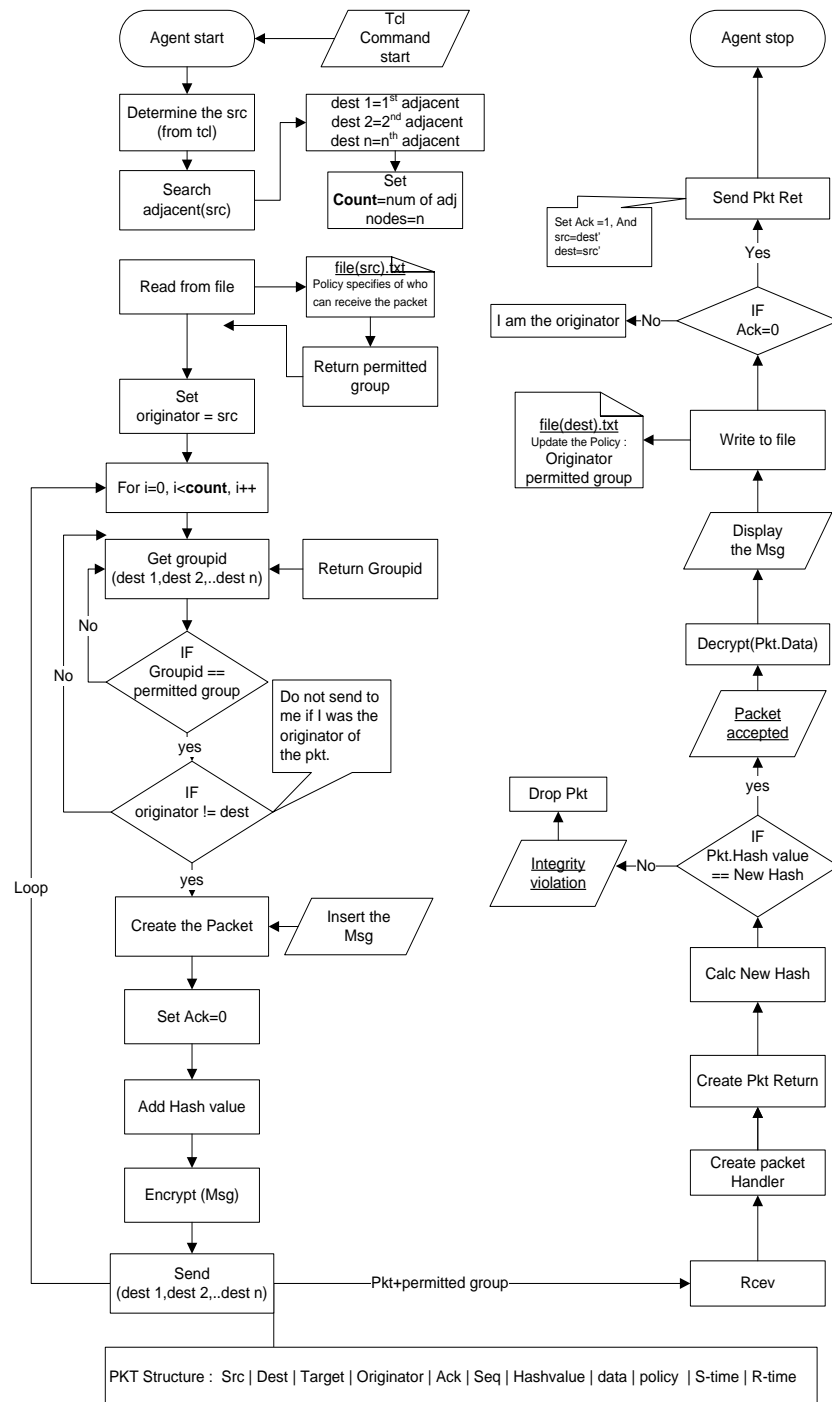 Agent start
Tcl
Command
start
Determine the src
(from tcl)
dest 1=1st adjacent
dest 2=2nd adjacent
dest n=nth adjacent
Search
adjacent(src)
Set
Count=num of adj
nodes=n
Read from file
file(src).txt
Policy specifies of who
can receive the packet
Return permitted
group
Set
originator = src
For i=0, i<count, i++
Get groupid
(dest 1,dest 2,..dest n)
Return Groupid
No
IF
Groupid ==
permitted group
No
yes
Do not send to
me if I was the
originator of
the pkt.
IF
originator != dest
yes
Loop
Create the Packet
Insert the
Msg
Set Ack=0
Add Hash value
Encrypt (Msg)
Send
(dest 1,dest 2,..dest n)
Pkt+permitted group
Rcev
Create packet
Handler
Create Pkt Return
Calc New Hash
IF
Pkt.Hash value
== New Hash
No
Integrity
violation
Drop Pkt
yes
Packet
accepted
Decrypt(Pkt.Data)
Display
the Msg
Write to file
file(dest).txt
Update the Policy :
Originator
permitted group
IF
Ack=0
No
I am the originator
Yes
Send Pkt Ret
Set Ack =1, And
src=dest'
dest=src'
Agent stop
PKT Structure : Src | Dest | Target | Originator | Ack | Seq | Hashvalue | data | policy | S-time | R-time